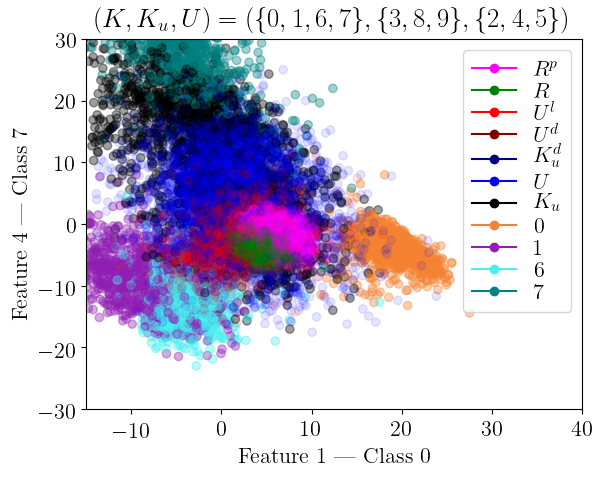 (K, K_u, U) = ({0, 1, 6, 7}, {3, 8, 9}, {2, 4, 5})
30
20
10
0
−10
−20
−30
Feature 4 — Class 7
R^p
R
U^l
U^d
K_u^d
U
K_u
0
1
6
7
−10
0
10
20
30
40
Feature 1 — Class 0